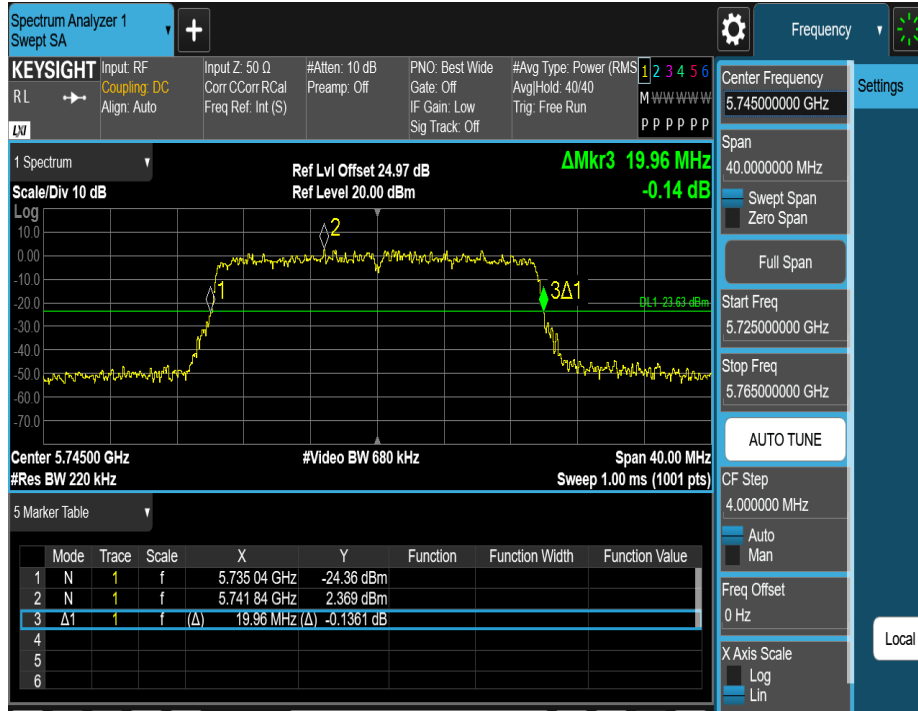 Spectrum Analyzer 1
Swept SA
Frequency
KEYSIGHT
RL
LXI
Input: RF
Coupling: DC
Align: Auto
Input Z: 50 Ω
Corr CCorr RCal
Freq Ref: Int (S)
#Atten: 10 dB
Preamp: Off
PNO: Best Wide
Gate: Off
IF Gain: Low
Sig Track: Off
#Avg Type: Power (RMS
Avg|Hold: 40/40
Trig: Free Run
1 2 3 4 5 6
M W W W W W
P P P P P P
1 Spectrum
Scale/Div 10 dB
Ref Lvl Offset 24.97 dB
Ref Level 20.00 dBm
ΔMkr3 19.96 MHz
-0.14 dB
Log
10.0
0.00
-10.0
-20.0
-30.0
-40.0
-50.0
-60.0
-70.0
2
1
3Δ1
DL1 -23.63 dBm
Center 5.74500 GHz
#Video BW 680 kHz
Span 40.00 MHz
#Res BW 220 kHz
Sweep 1.00 ms (1001 pts)
5 Marker Table
Mode Trace Scale X Y Function Function Width Function Value
1 N 1 f 5.735 04 GHz -24.36 dBm
2 N 1 f 5.741 84 GHz 2.369 dBm
3 Δ1 1 f (Δ) 19.96 MHz (Δ) -0.1361 dB
4
5
6
Center Frequency
5.745000000 GHz
Settings
Span
40.0000000 MHz
Swept Span
Zero Span
Full Span
Start Freq
5.725000000 GHz
Stop Freq
5.765000000 GHz
AUTO TUNE
CF Step
4.000000 MHz
Auto
Man
Freq Offset
0 Hz
X Axis Scale
Log
Lin
Local